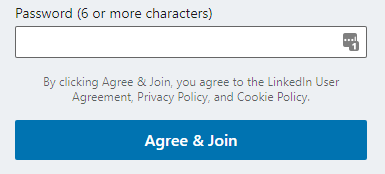 Password (6 or more characters)
1
By clicking Agree & Join, you agree to the LinkedIn User
Agreement, Privacy Policy, and Cookie Policy.
Agree & Join